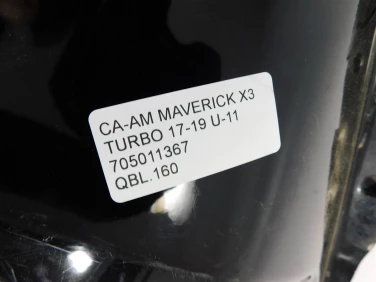 CA-AM MAVERICK X3
TURBO 17-19 U-11
705011367
QBL.160